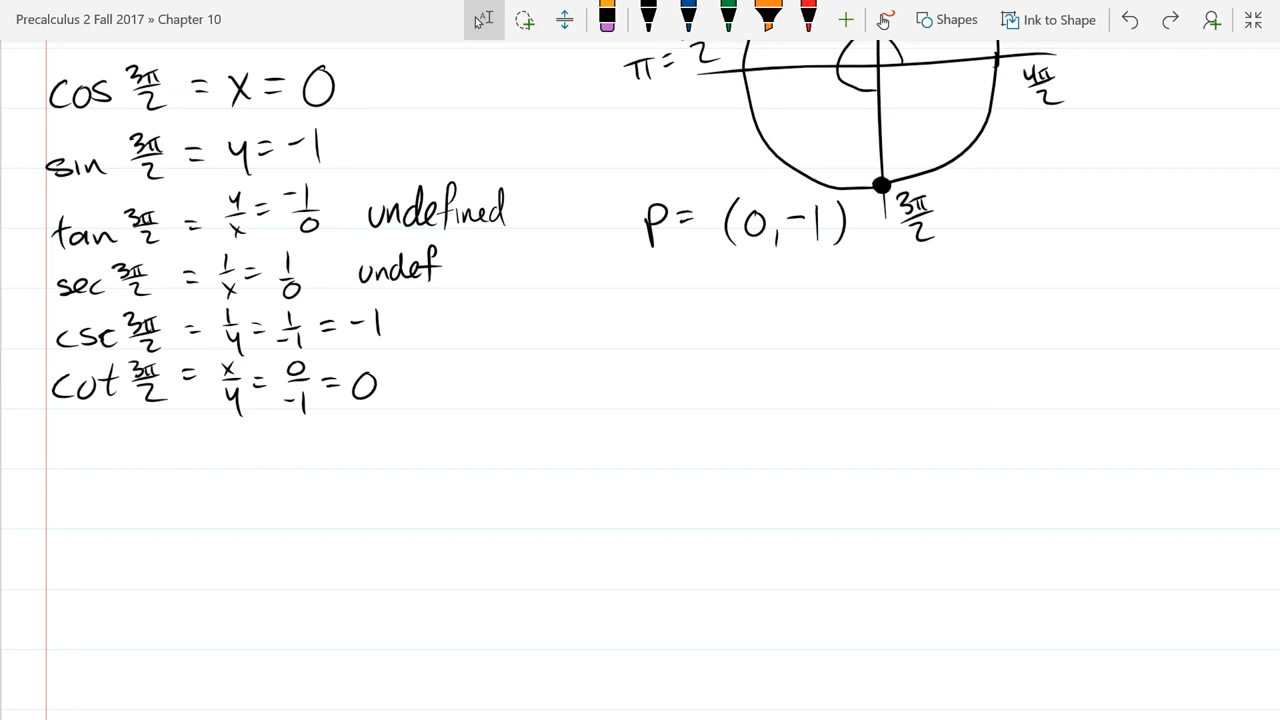 Precalculus 2 Fall 2017 » Chapter 10
Shapes
Ink to Shape
cos 3π/2 = x = 0
sin 3π/2 = y = -1
tan 3π/2 = y/x = -1/0 undefined
sec 3π/2 = 1/x = 1/0 undef
csc 3π/2 = 1/y = 1/-1 = -1
cot 3π/2 = x/y = 0/-1 = 0
π = 2
4π/2
P = (0, -1)
3π/2